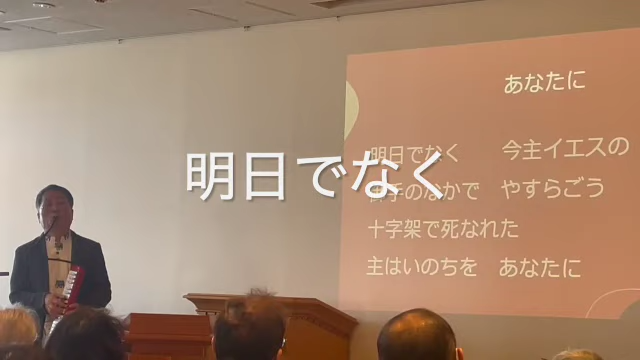 あなたに
明日でなく
明日でなく 今主イエスの
御手のなかで やすらごう
十字架で死なれた
主はいのちを あなたに